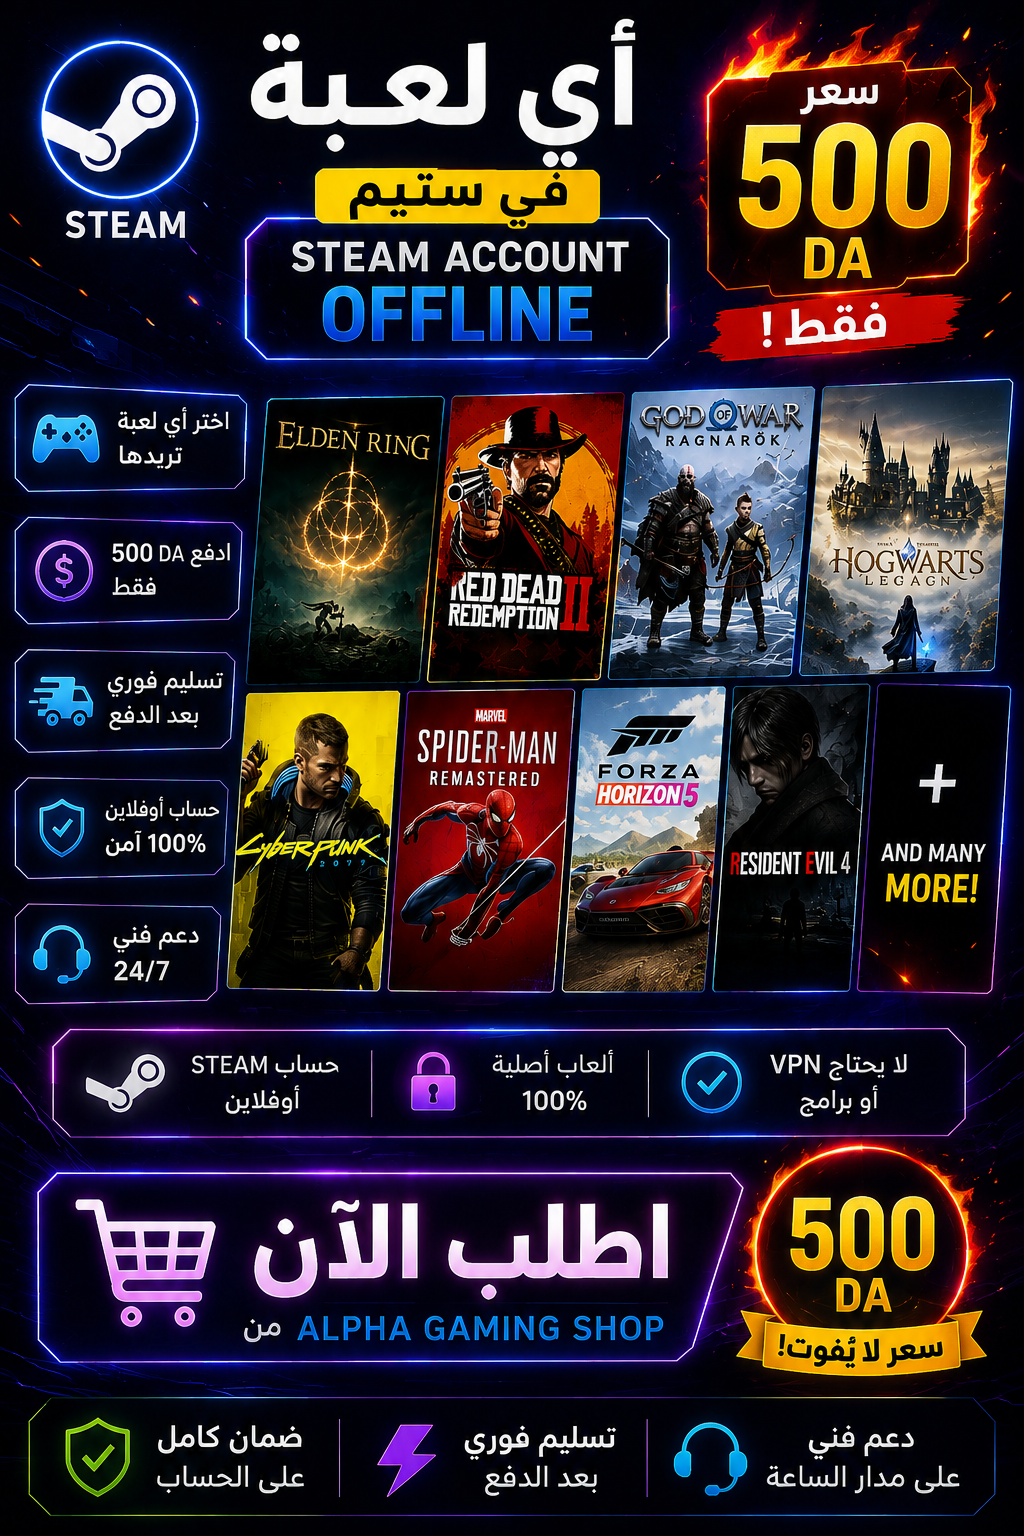 STEAM
أي لعبة
في ستيم
STEAM ACCOUNT
OFFLINE
سعر
500
DA
فقط !
اختر أي لعبة
تريدها
ادفع 500 DA
فقط
تسليم فوري
بعد الدفع
حساب أوفلاين
100% آمن
دعم فني
24/7
ELDEN RING
RED DEAD
REDEMPTION II
GOD OF WAR
RAGNARÖK
HOGWARTS
LEGACN
CYBERPUNK
2077
MARVEL
SPIDER-MAN
REMASTERED
FORZA
HORIZON 5
RESIDENT EVIL 4
+
AND MANY
MORE!
حساب STEAM
أوفلاين
ألعاب أصلية
100%
لا يحتاج VPN
أو برامج
اطلب الآن
من ALPHA GAMING SHOP
500
DA
سعر لا يُفوت!
ضمان كامل
على الحساب
تسليم فوري
بعد الدفع
دعم فني
على مدار الساعة